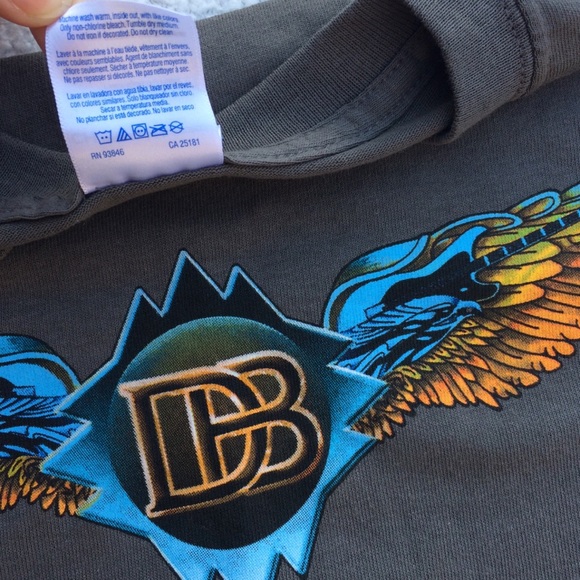 Machine wash warm, inside out, with like colors.
Only non-chlorine bleach. Tumble dry medium.
Do not iron if decorated. Do not dry clean.
Laver à la machine à l'eau tiède, vêtement à l'envers,
avec couleurs semblables. Agent de blanchiment sans
chlore seulement. Sécher à température moyenne.
Ne pas repasser si décoré. Ne pas nettoyer à sec.
Lavar en lavadora con agua tibia, lavar por el reverso,
con colores similares. Solo blanqueador sin cloro.
Secar a temperatura media.
No planchar si está decorado. No lavar en seco
RN 93846 CA 25181
DB